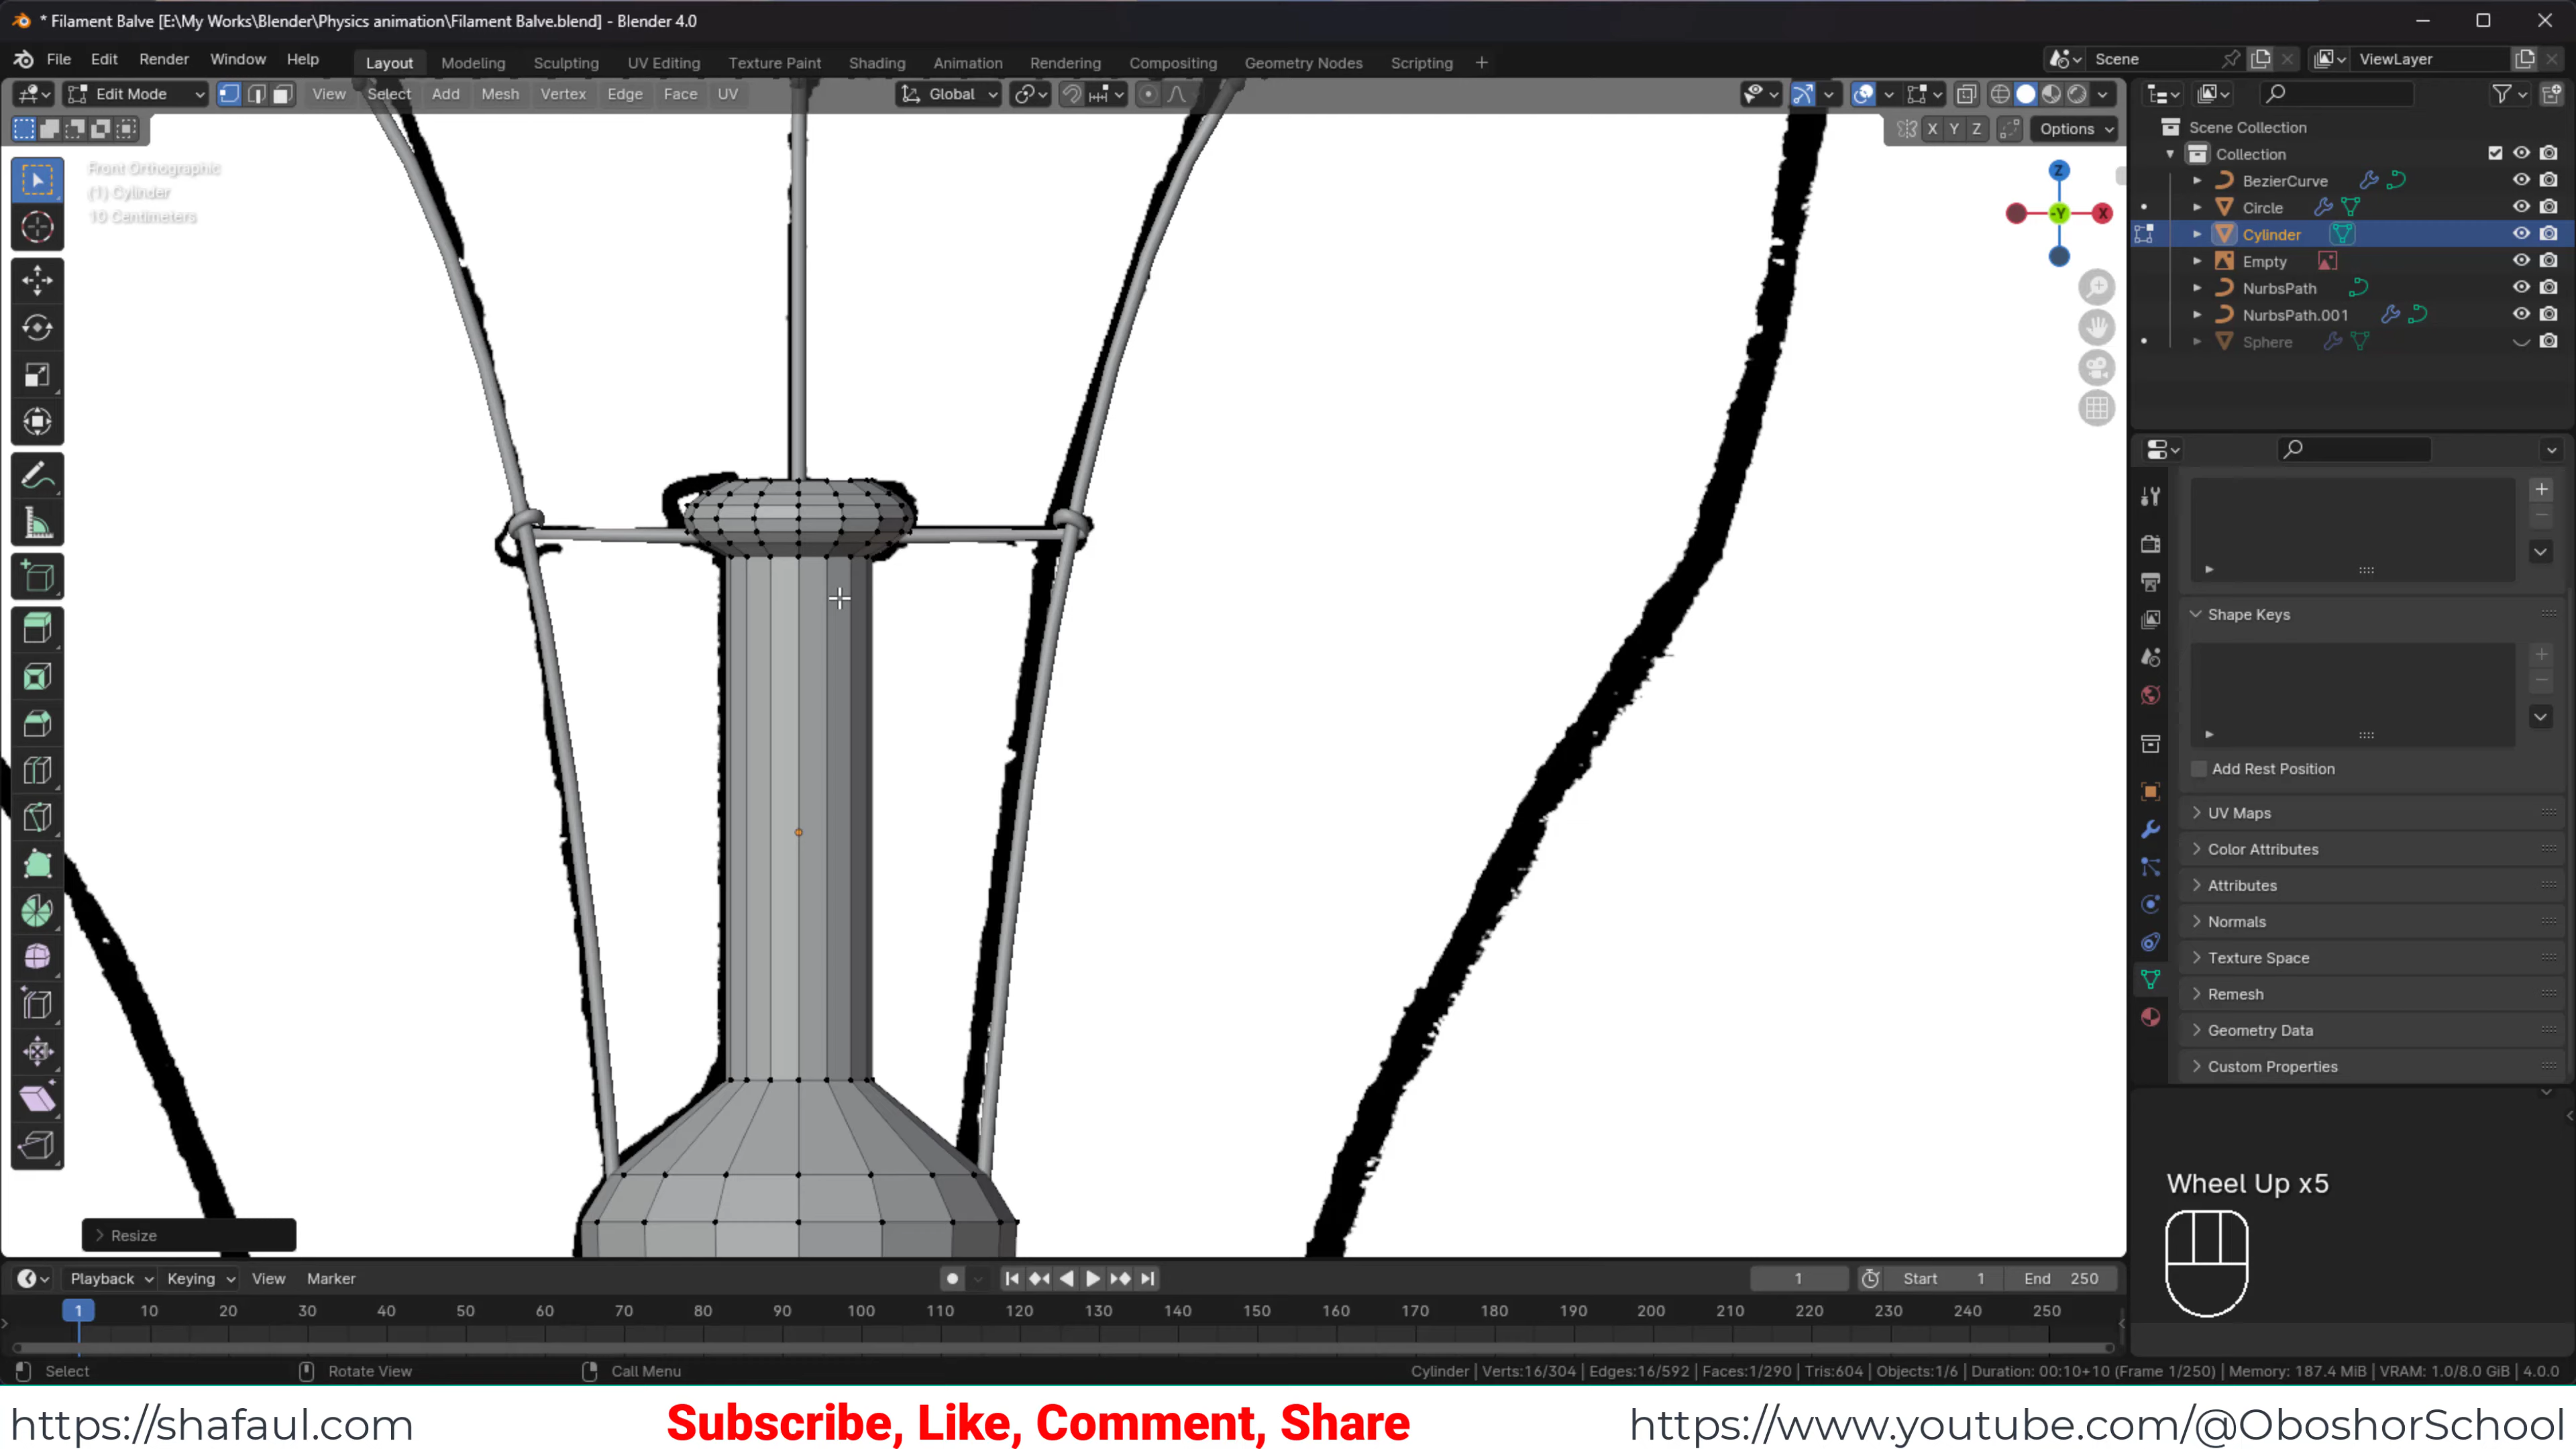 * Filament Balve [E:\My Works\Blender\Physics animation\Filament Balve.blend] - Blender 4.0
File Edit Render Window Help Layout Modeling Sculpting UV Editing Texture Paint Shading Animation Rendering Compositing Geometry Nodes Scripting + Scene ViewLayer
Edit Mode View Select Add Mesh Vertex Edge Face UV Global
X Y Z Options
Front Orthographic
(1) Cylinder
10 Centimeters
Z
-Y X
Scene Collection
Collection
BezierCurve
Circle
Cylinder
Empty
NurbsPath
NurbsPath.001
Sphere
Shape Keys
Add Rest Position
UV Maps
Color Attributes
Attributes
Normals
Texture Space
Remesh
Geometry Data
Custom Properties
Wheel Up x5
Resize
Playback Keying View Marker 1 Start 1 End 250
1 10 20 30 40 50 60 70 80 90 100 110 120 130 140 150 160 170 180 190 200 210 220 230 240 250
Select Rotate View Call Menu Cylinder | Verts:16/304 | Edges:16/592 | Faces:1/290 | Tris:604 | Objects:1/6 | Duration: 00:10+10 (Frame 1/250) | Memory: 187.4 MiB | VRAM: 1.0/8.0 GiB | 4.0.0
https://shafaul.com Subscribe, Like, Comment, Share https://www.youtube.com/@OboshorSchool